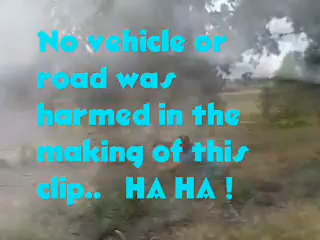 No vehicle or
road was
harmed in the
making of this
clip..   HA HA !